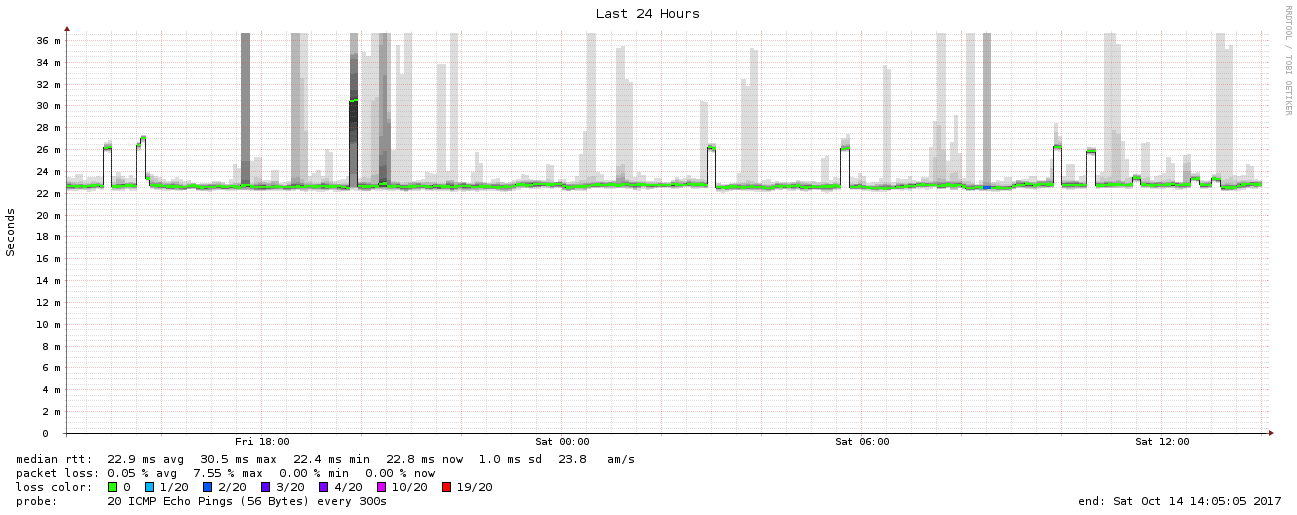 Last 24 Hours
RRDTOOL / TOBI OETIKER
36 m
34 m
32 m
30 m
28 m
26 m
24 m
22 m
20 m
18 m
16 m
14 m
12 m
10 m
8 m
6 m
4 m
2 m
0
Seconds
Fri 18:00 Sat 00:00 Sat 06:00 Sat 12:00
median rtt: 22.9 ms avg 30.5 ms max 22.4 ms min 22.8 ms now 1.0 ms sd 23.8 am/s
packet loss: 0.05 % avg 7.55 % max 0.00 % min 0.00 % now
loss color: 0 1/20 2/20 3/20 4/20 10/20 19/20
probe: 20 ICMP Echo Pings (56 Bytes) every 300s
end: Sat Oct 14 14:05:05 2017